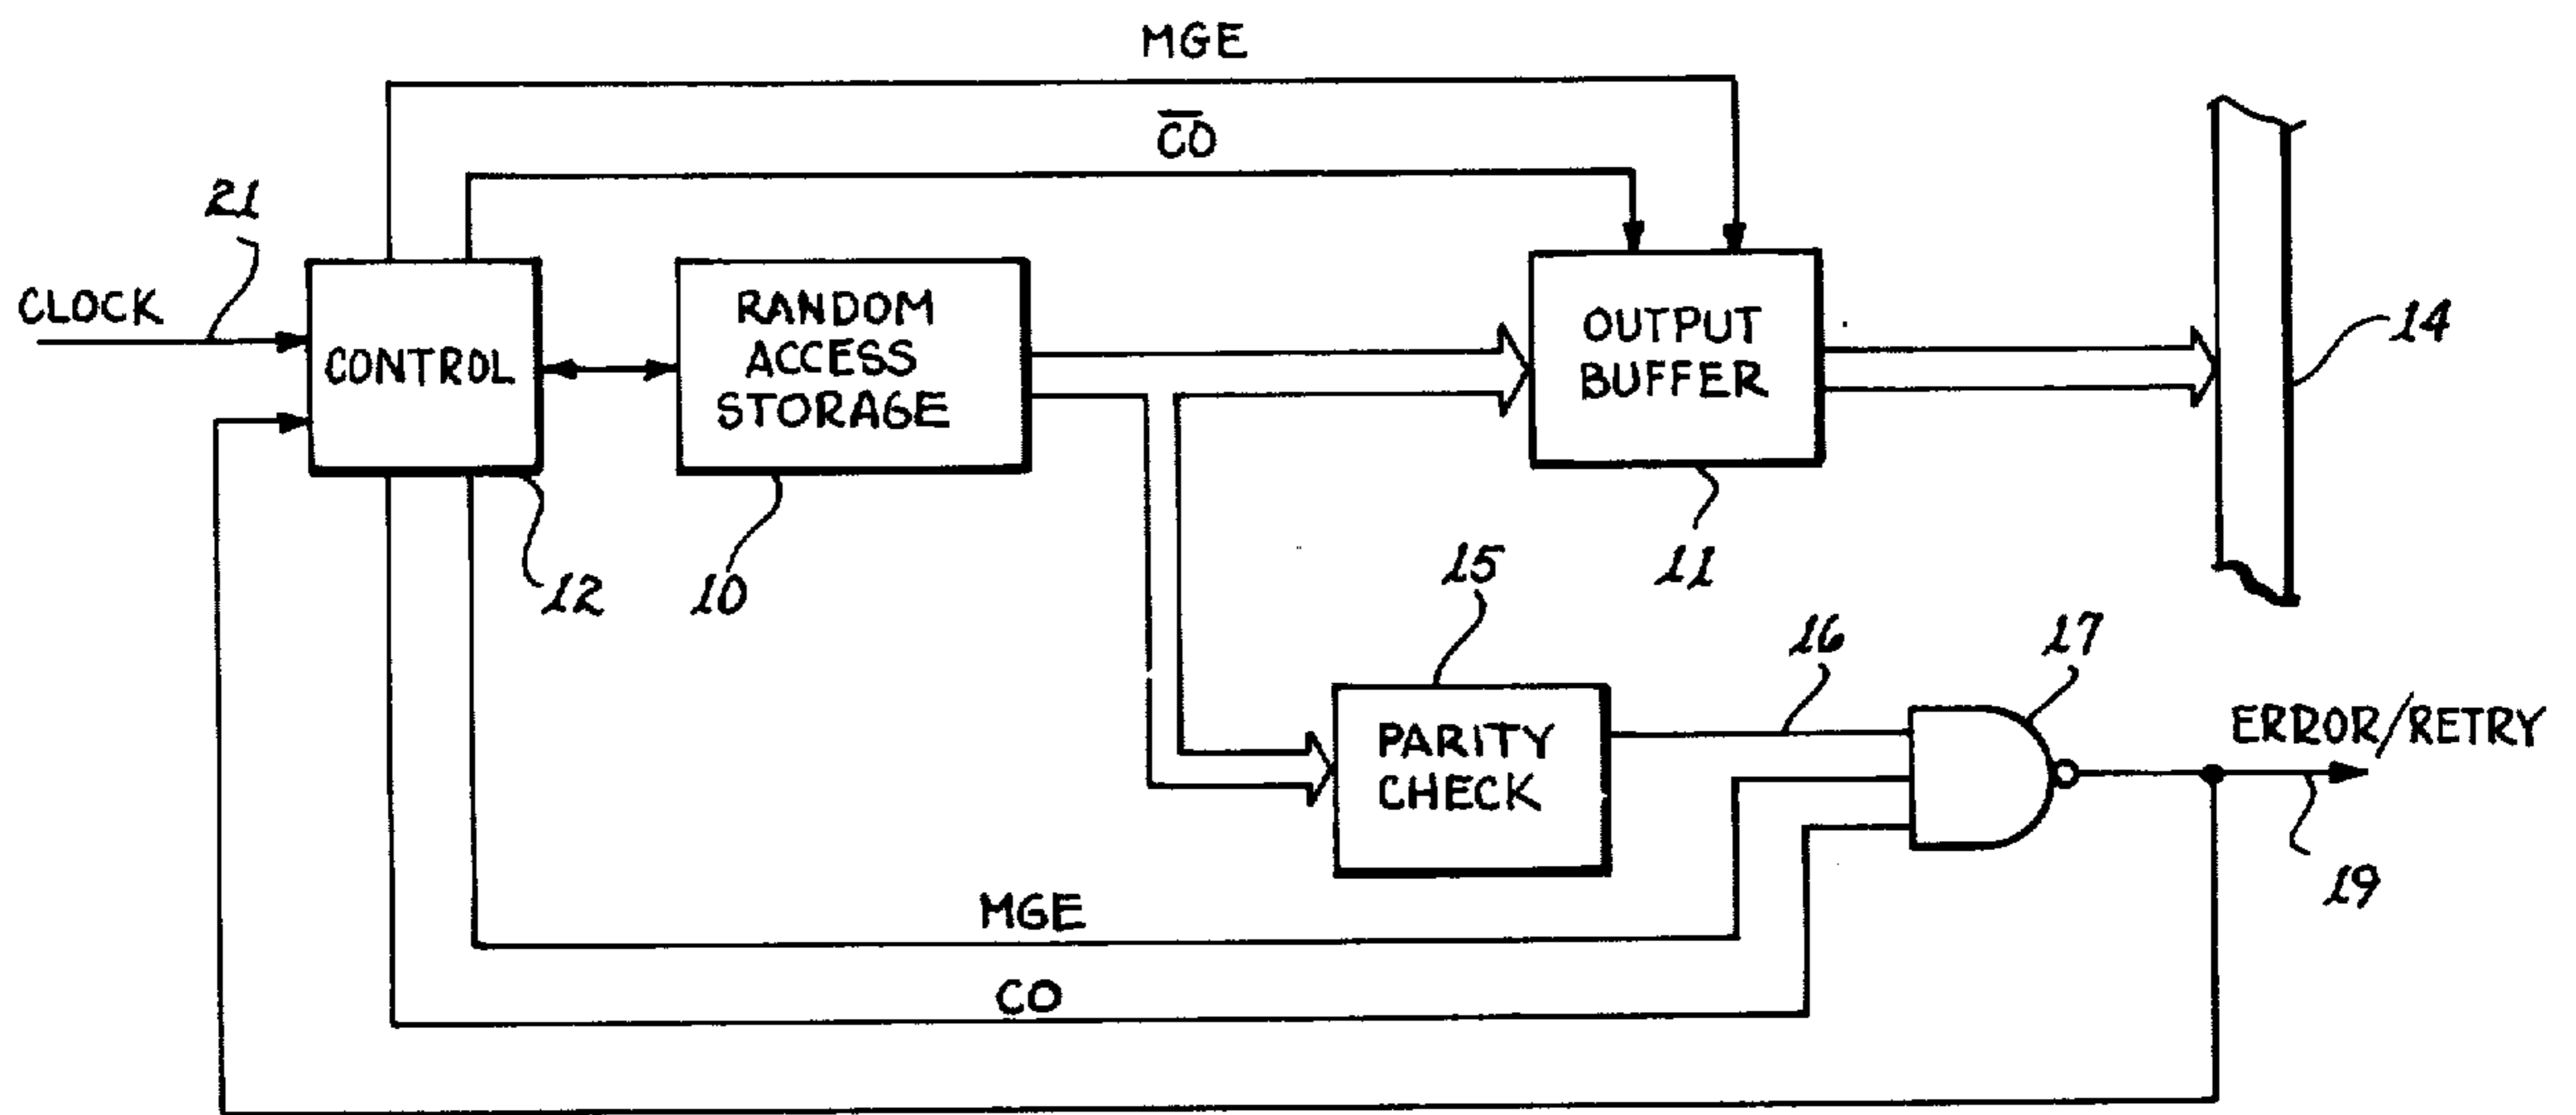 MGE
C̅O̅
21
CLOCK
CONTROL
RANDOM
ACCESS
STORAGE
OUTPUT
BUFFER
14
12
10
11
15
16
17
PARITY
CHECK
ERROR/RETRY
19
MGE
CO